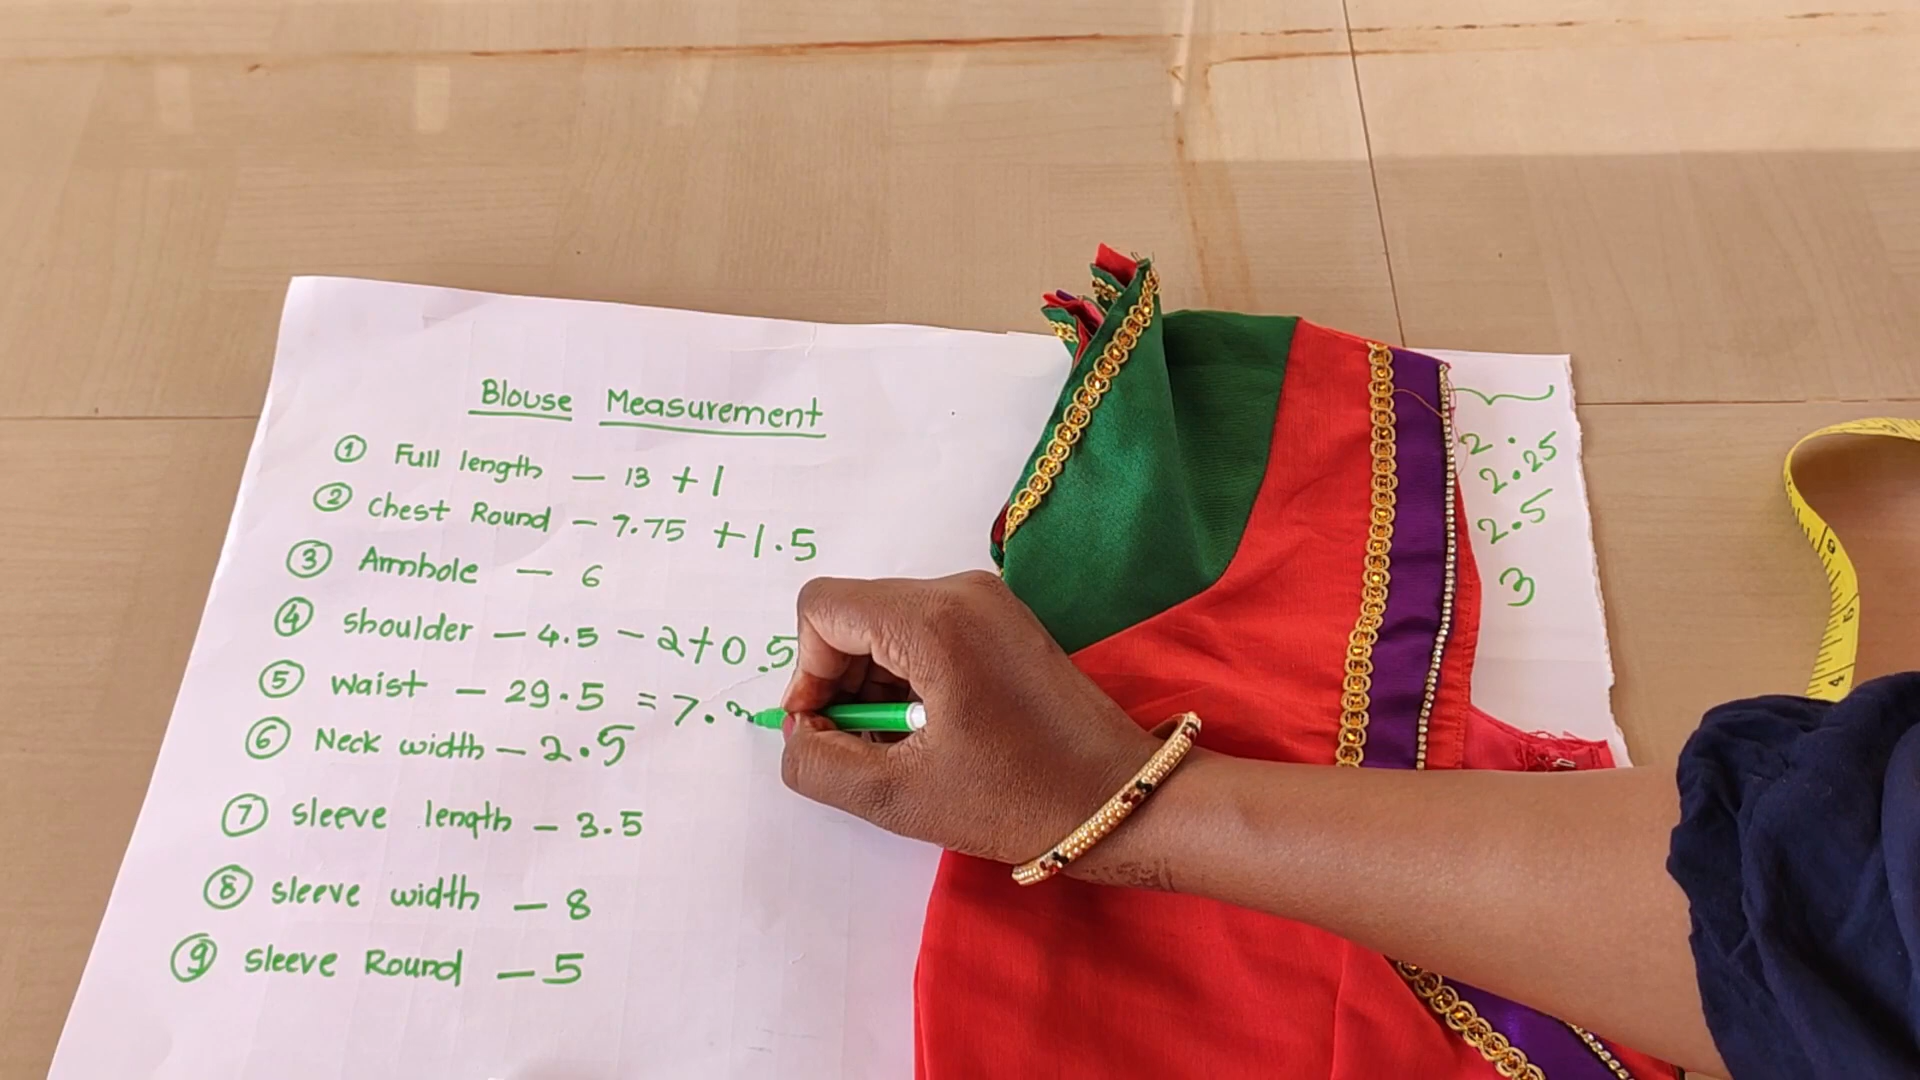 Blouse Measurement
① Full length – 13 + 1
② Chest Round – 7.75 + 1.5
③ Armhole – 6
④ Shoulder – 4.5 – 2+0.5
⑤ Waist – 29.5 = 7.
⑥ Neck width – 2.5
⑦ Sleeve length – 3.5
⑧ Sleeve width – 8
⑨ Sleeve Round – 5
2.
2.25
2.5
3